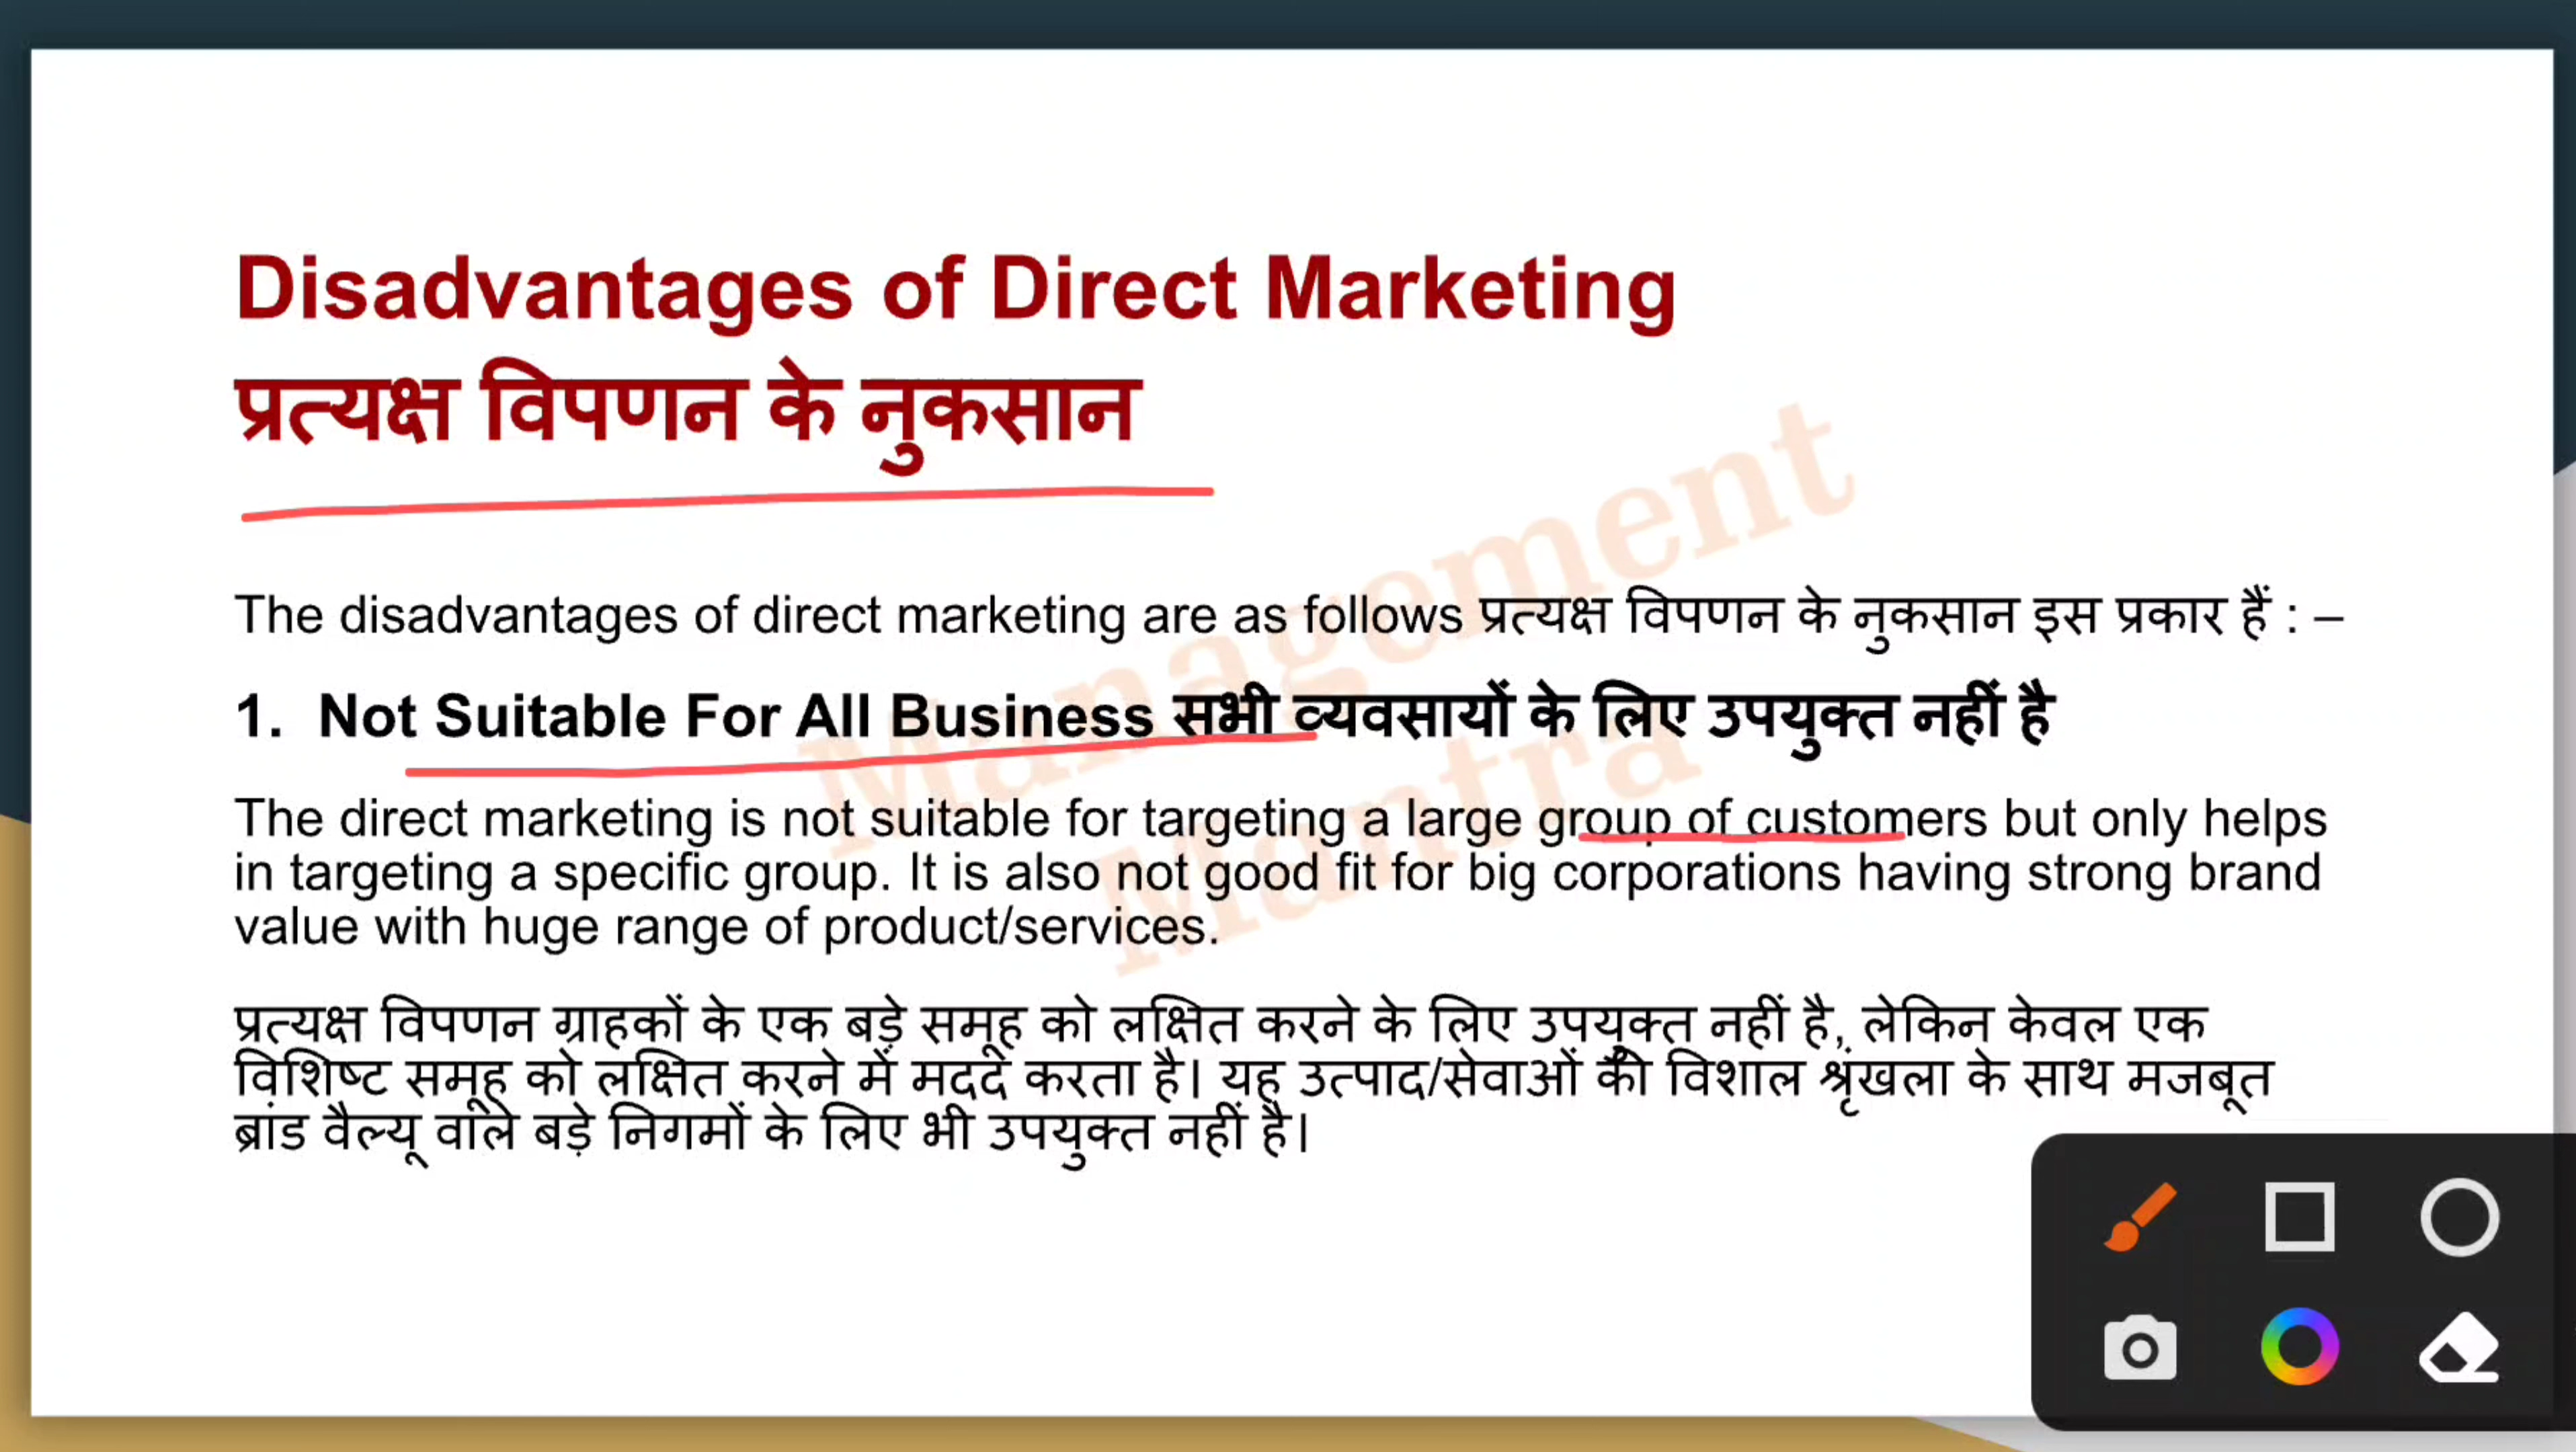 Disadvantages of Direct Marketing
प्रत्यक्ष विपणन के नुकसान
The disadvantages of direct marketing are as follows प्रत्यक्ष विपणन के नुकसान इस प्रकार हैं : –
1. Not Suitable For All Business सभी व्यवसायों के लिए उपयुक्त नहीं है
The direct marketing is not suitable for targeting a large group of customers but only helps
in targeting a specific group. It is also not good fit for big corporations having strong brand
value with huge range of product/services.
प्रत्यक्ष विपणन ग्राहकों के एक बड़े समूह को लक्षित करने के लिए उपयुक्त नहीं है, लेकिन केवल एक
विशिष्ट समूह को लक्षित करने में मदद करता है। यह उत्पाद/सेवाओं की विशाल श्रृंखला के साथ मजबूत
ब्रांड वैल्यू वाले बड़े निगमों के लिए भी उपयुक्त नहीं है।
Management
Mantra